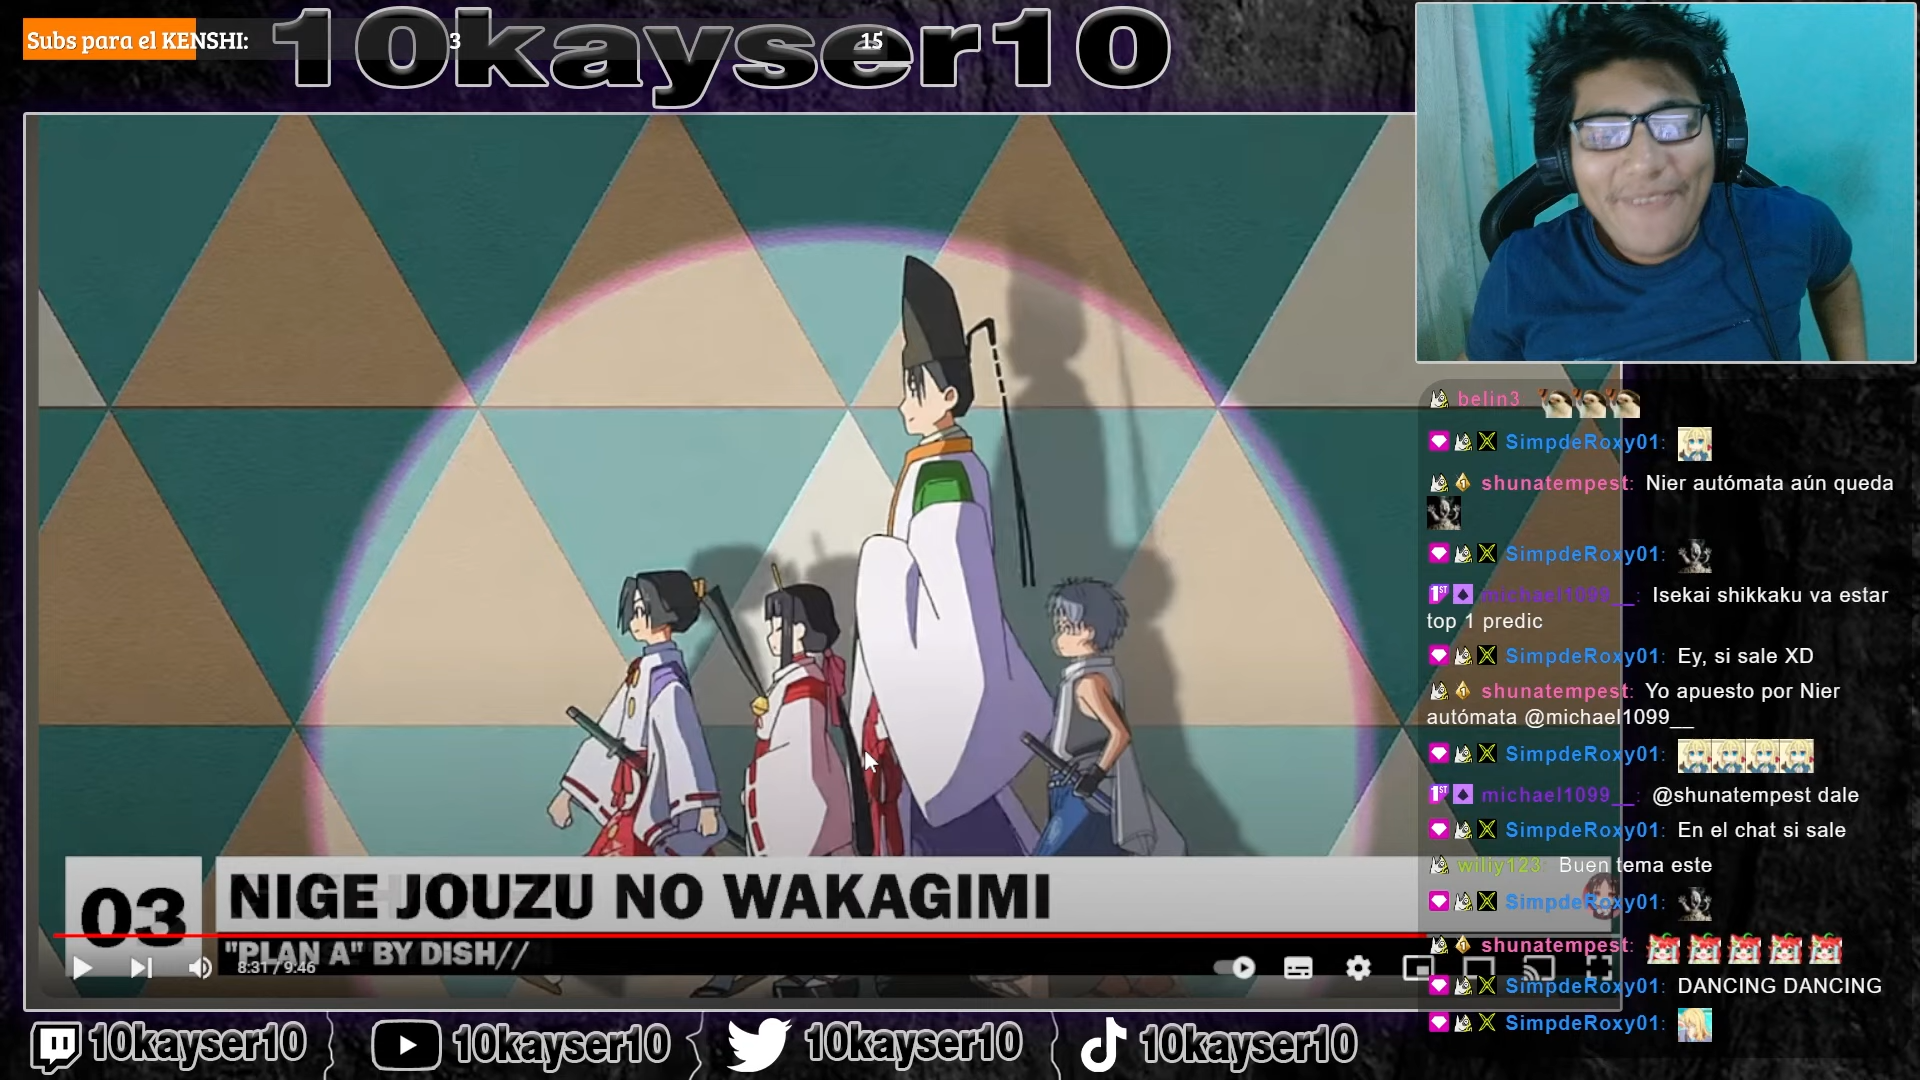 Subs para el KENSHI:
3
15
10kayser10
belin3
SimpdeRoxy01:
shunatempest: Nier autómata aún queda
SimpdeRoxy01:
michael1099__: Isekai shikkaku va estar
top 1 predic
SimpdeRoxy01: Ey, si sale XD
shunatempest: Yo apuesto por Nier
autómata @michael1099__
SimpdeRoxy01:
michael1099__: @shunatempest dale
SimpdeRoxy01: En el chat si sale
wiliy123: Buen tema este
SimpdeRoxy01:
shunatempest:
SimpdeRoxy01: DANCING DANCING
SimpdeRoxy01:
03
NIGE JOUZU NO WAKAGIMI
"PLAN A" BY DISH//
8:31 / 9:46
10kayser10
10kayser10
10kayser10
10kayser10